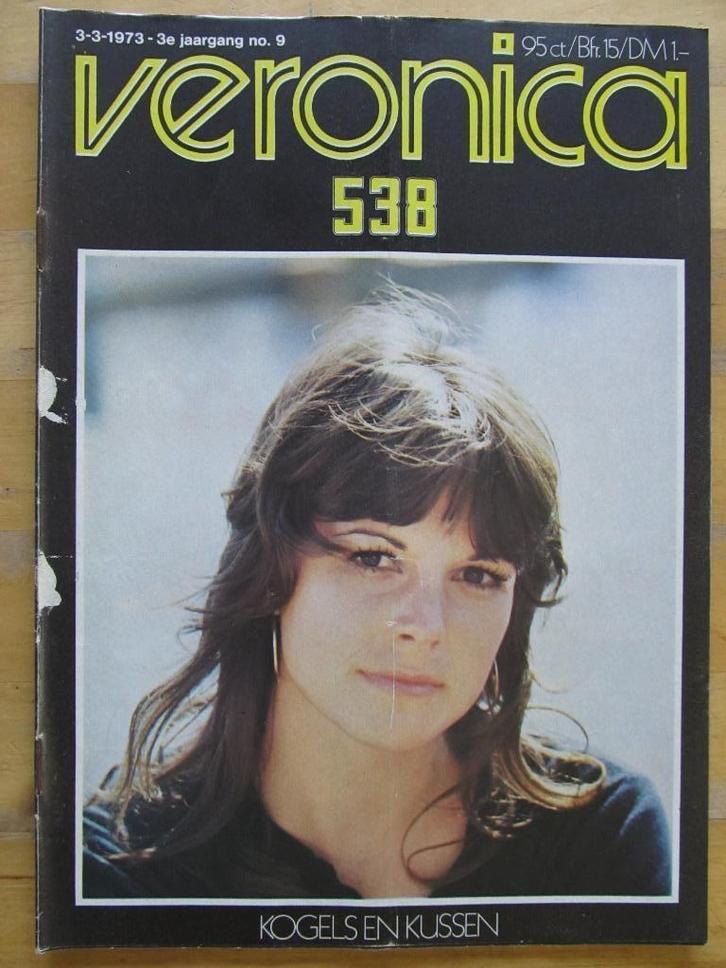 3-3-1973 - 3e jaargang no. 9
95 ct/Bfr. 15/DM 1.-
veronica
538
KOGELS EN KUSSEN